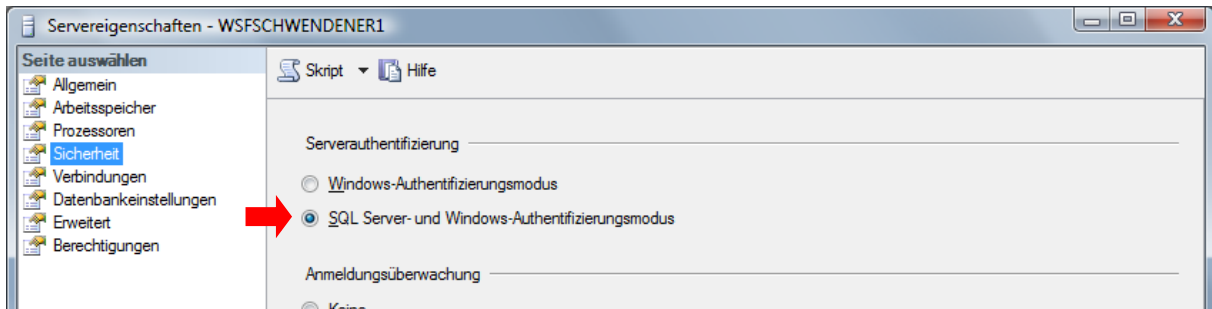 Servereigenschaften - WSFSCHWENDENER1
Seite auswählen
Allgemein
Arbeitsspeicher
Prozessoren
Sicherheit
Verbindungen
Datenbankeinstellungen
Erweitert
Berechtigungen
Skript
Hilfe
Serverauthentifizierung
Windows-Authentifizierungsmodus
SQL Server- und Windows-Authentifizierungsmodus
Anmeldungsüberwachung
Keine